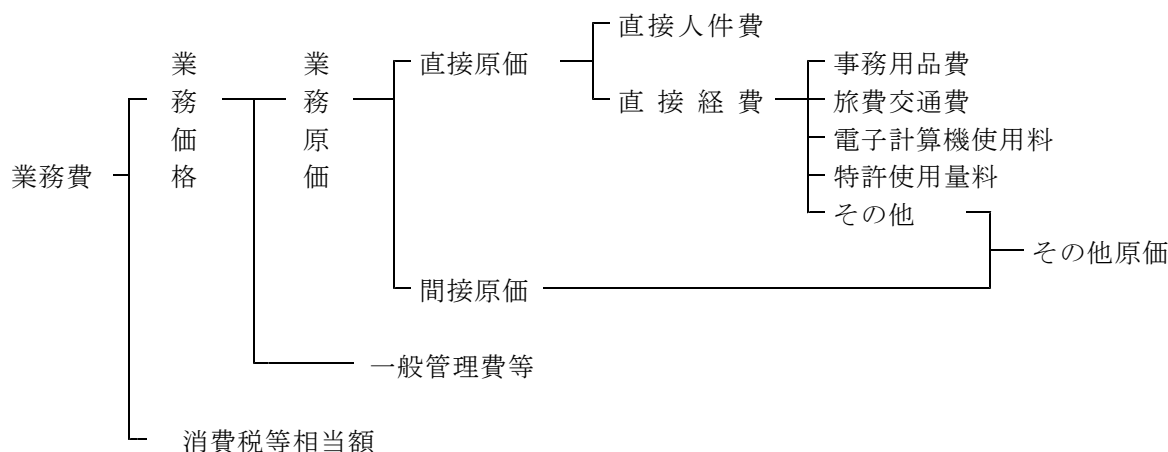 業務費
業務価格
業務原価
直接原価
直接人件費
直接経費
事務用品費
旅費交通費
電子計算機使用料
特許使用量料
その他
間接原価
その他原価
一般管理費等
消費税等相当額